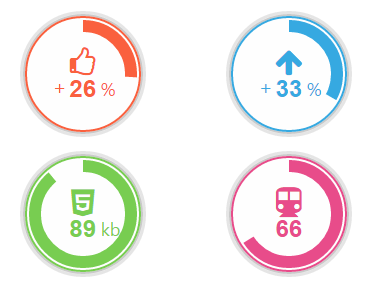 + 26 %
+ 33 %
89 kb
66